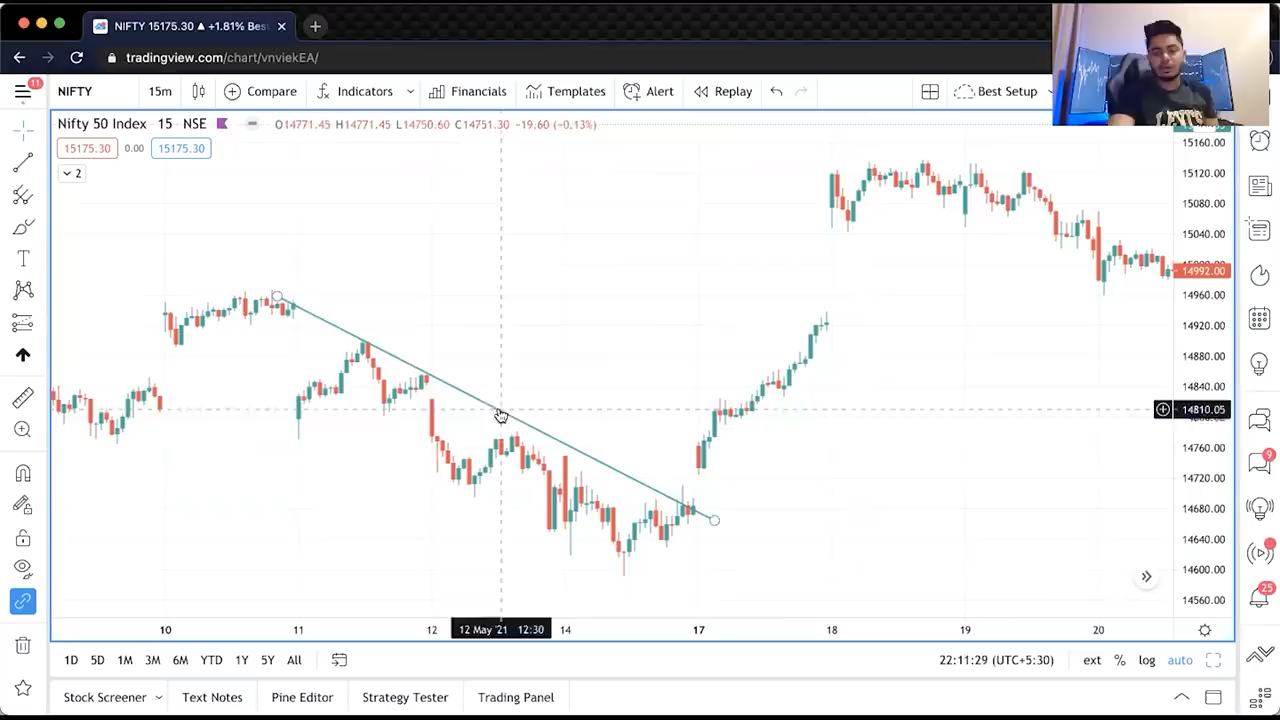 NIFTY 15175.30 ▲ +1.81% Bes
tradingview.com/chart/vnviekEA/
11
NIFTY
15m
Compare
Indicators
Financials
Templates
Alert
Replay
Best Setup
Nifty 50 Index · 15 · NSE
O14771.45 H14771.45 L14750.60 C14751.30 -19.60 (-0.13%)
15175.30
0.00
15175.30
2
15160.00
15120.00
15080.00
15040.00
14992.00
14960.00
14920.00
14880.00
14840.00
14810.05
14760.00
14720.00
14680.00
14640.00
14600.00
14560.00
10
11
12
12 May '21 12:30
14
17
18
19
20
1D
5D
1M
3M
6M
YTD
1Y
5Y
All
22:11:29 (UTC+5:30)
ext
%
log
auto
Stock Screener
Text Notes
Pine Editor
Strategy Tester
Trading Panel
9
25
LEVI'S